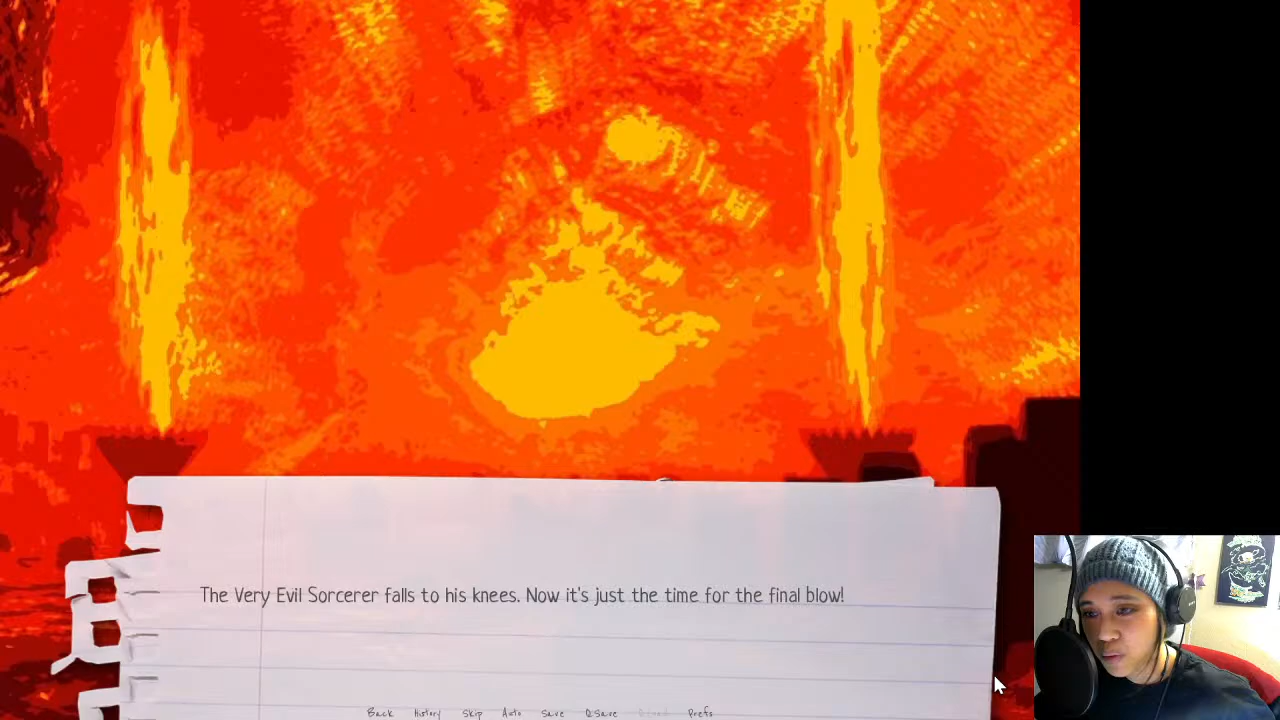 The Very Evil Sorcerer falls to his knees. Now it's just the time for the final blow!
Back History Skip Auto Save Q.Save Q.Load Prefs